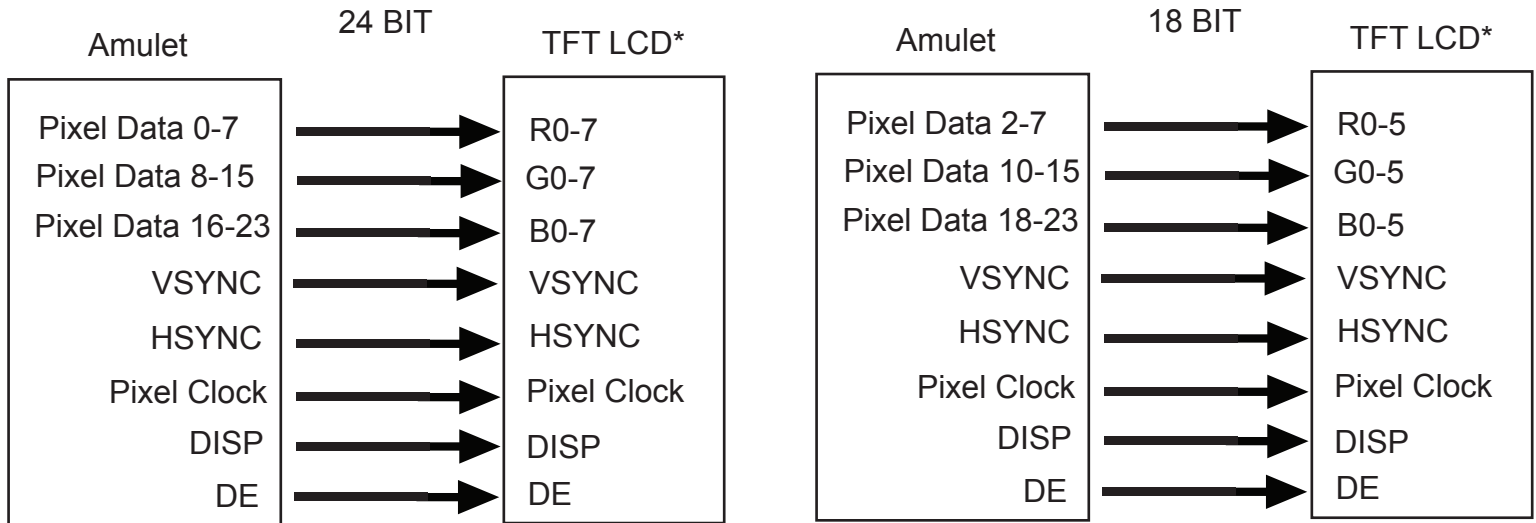 24 BIT
Amulet
TFT LCD*
Pixel Data 0-7
R0-7
Pixel Data 8-15
G0-7
Pixel Data 16-23
B0-7
VSYNC
VSYNC
HSYNC
HSYNC
Pixel Clock
Pixel Clock
DISP
DISP
DE
DE
18 BIT
Amulet
TFT LCD*
Pixel Data 2-7
R0-5
Pixel Data 10-15
G0-5
Pixel Data 18-23
B0-5
VSYNC
VSYNC
HSYNC
HSYNC
Pixel Clock
Pixel Clock
DISP
DISP
DE
DE